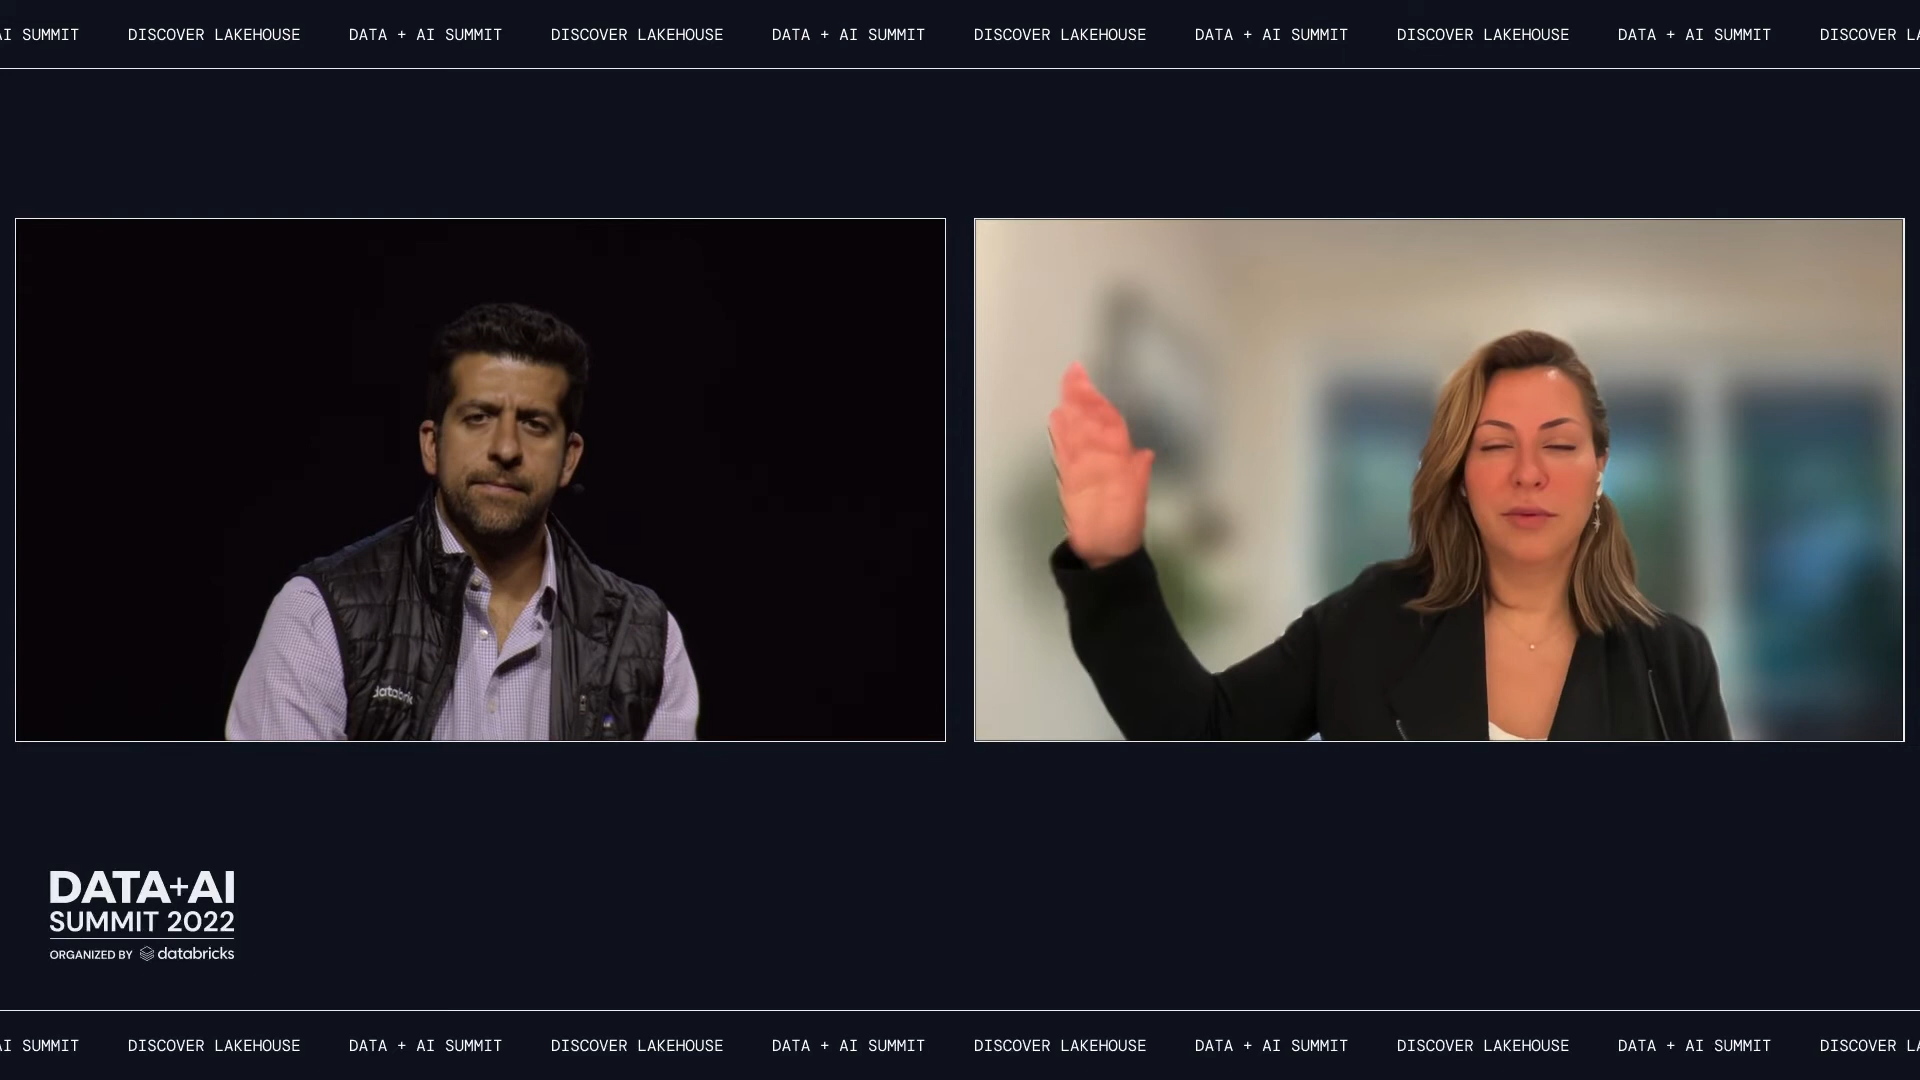 AI SUMMIT DISCOVER LAKEHOUSE DATA + AI SUMMIT DISCOVER LAKEHOUSE DATA + AI SUMMIT DISCOVER LAKEHOUSE DATA + AI SUMMIT DISCOVER LAKEHOUSE DATA + AI SUMMIT DISCOVER LA
databric
DATA+AI
SUMMIT 2022
ORGANIZED BY databricks
AI SUMMIT DISCOVER LAKEHOUSE DATA + AI SUMMIT DISCOVER LAKEHOUSE DATA + AI SUMMIT DISCOVER LAKEHOUSE DATA + AI SUMMIT DISCOVER LAKEHOUSE DATA + AI SUMMIT DISCOVER LA